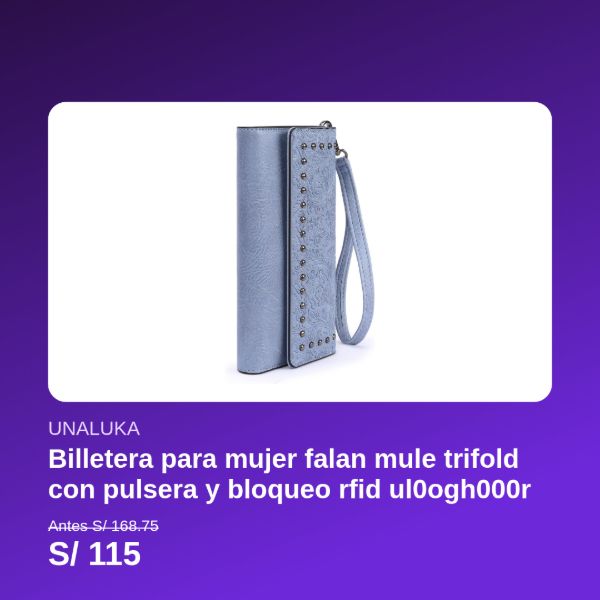 UNALUKA
Billetera para mujer falan mule trifold
con pulsera y bloqueo rfid ul0ogh000r
Antes S/ 168.75
S/ 115